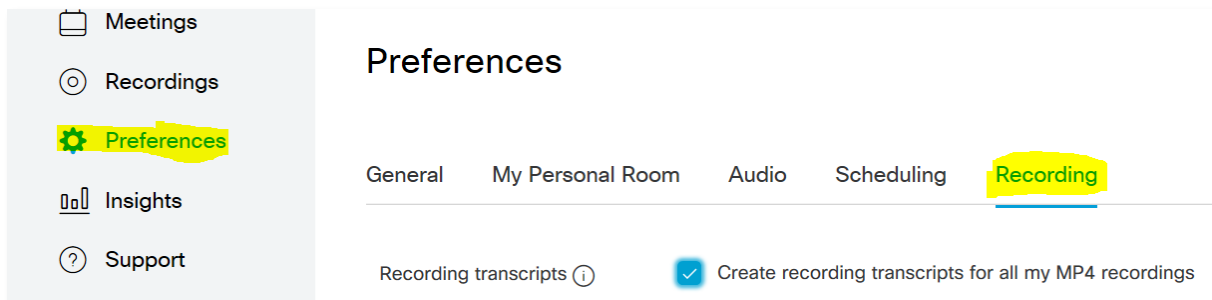 Meetings
Recordings
Preferences
Insights
Support
Preferences
General My Personal Room Audio Scheduling Recording
Recording transcripts Create recording transcripts for all my MP4 recordings